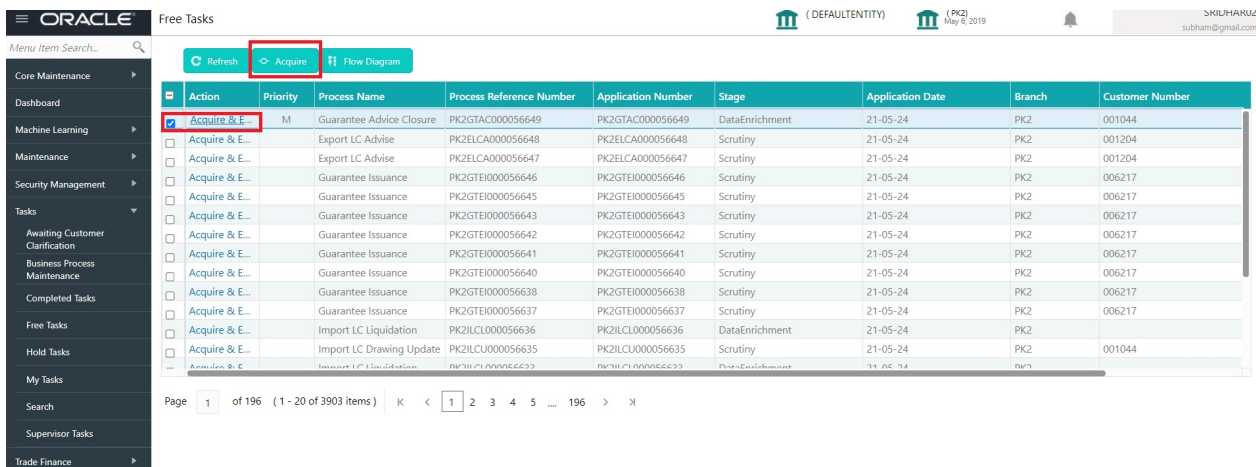 ORACLE
Free Tasks
( DEFAULTENTITY)
(PK2)
May 6, 2019
SRIDHAR02
subham@gmail.com
Menu Item Search...
Core Maintenance
Dashboard
Machine Learning
Maintenance
Security Management
Tasks
Awaiting Customer
Clarification
Business Process
Maintenance
Completed Tasks
Free Tasks
Hold Tasks
My Tasks
Search
Supervisor Tasks
Trade Finance
Refresh Acquire Flow Diagram
Action Priority Process Name Process Reference Number Application Number Stage Application Date Branch Customer Number
Acquire & E... M Guarantee Advice Closure PK2GTAC000056649 PK2GTAC000056649 DataEnrichment 21-05-24 PK2 001044
Acquire & E... Export LC Advise PK2ELCA000056648 PK2ELCA000056648 Scrutiny 21-05-24 PK2 001204
Acquire & E... Export LC Advise PK2ELCA000056647 PK2ELCA000056647 Scrutiny 21-05-24 PK2 001204
Acquire & E... Guarantee Issuance PK2GTEI000056646 PK2GTEI000056646 Scrutiny 21-05-24 PK2 006217
Acquire & E... Guarantee Issuance PK2GTEI000056645 PK2GTEI000056645 Scrutiny 21-05-24 PK2 006217
Acquire & E... Guarantee Issuance PK2GTEI000056643 PK2GTEI000056643 Scrutiny 21-05-24 PK2 006217
Acquire & E... Guarantee Issuance PK2GTEI000056642 PK2GTEI000056642 Scrutiny 21-05-24 PK2 006217
Acquire & E... Guarantee Issuance PK2GTEI000056641 PK2GTEI000056641 Scrutiny 21-05-24 PK2 006217
Acquire & E... Guarantee Issuance PK2GTEI000056640 PK2GTEI000056640 Scrutiny 21-05-24 PK2 006217
Acquire & E... Guarantee Issuance PK2GTEI000056638 PK2GTEI000056638 Scrutiny 21-05-24 PK2 006217
Acquire & E... Guarantee Issuance PK2GTEI000056637 PK2GTEI000056637 Scrutiny 21-05-24 PK2 006217
Acquire & E... Import LC Liquidation PK2ILCL000056636 PK2ILCL000056636 DataEnrichment 21-05-24 PK2
Acquire & E... Import LC Drawing Update PK2ILCU000056635 PK2ILCU000056635 Scrutiny 21-05-24 PK2 001044
Page 1 of 196 ( 1 - 20 of 3903 items ) 1 2 3 4 5 .... 196